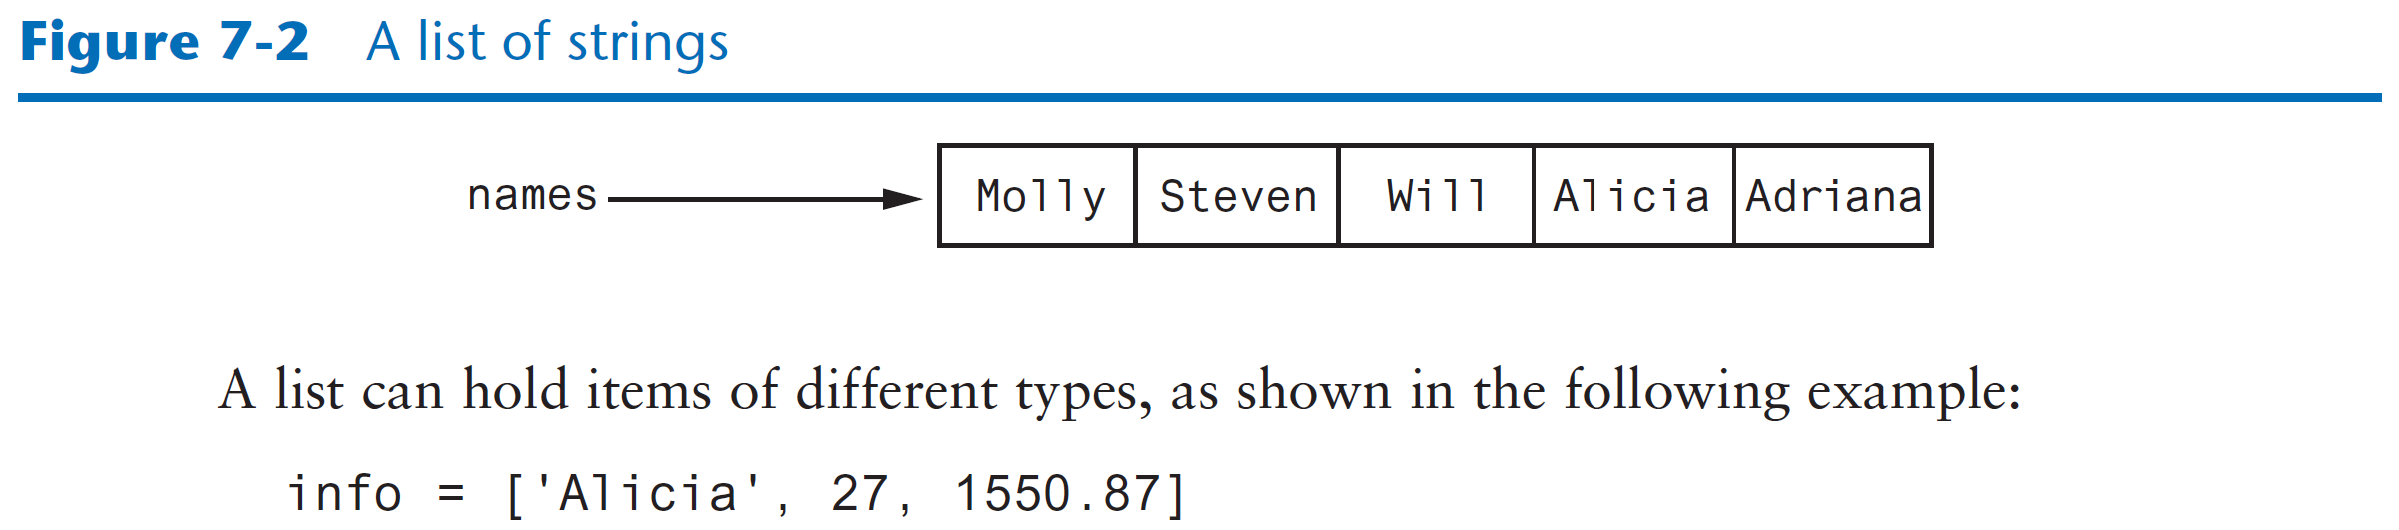 Figure 7-2 A list of strings
names Molly Steven Will Alicia Adriana
A list can hold items of different types, as shown in the following example:
info = ['Alicia', 27, 1550.87]